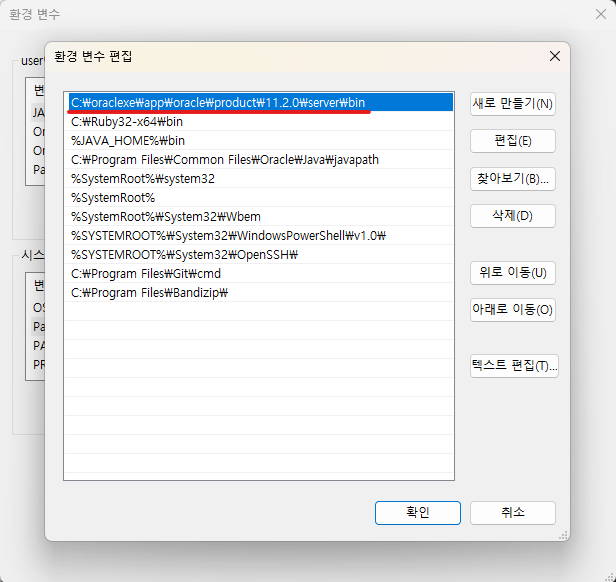 환경 변수
환경 변수 편집
user
변
JA
Or
Or
Pa
시스
변
OS
Pa
PA
PR
C:₩oraclexe₩app₩oracle₩product₩11.2.0₩server₩bin
C:₩Ruby32-x64₩bin
%JAVA_HOME%₩bin
C:₩Program Files₩Common Files₩Oracle₩Java₩javapath
%SystemRoot%₩system32
%SystemRoot%
%SystemRoot%₩System32₩Wbem
%SYSTEMROOT%₩System32₩WindowsPowerShell₩v1.0₩
%SYSTEMROOT%₩System32₩OpenSSH₩
C:₩Program Files₩Git₩cmd
C:₩Program Files₩Bandizip₩
새로 만들기(N)
편집(E)
찾아보기(B)...
삭제(D)
위로 이동(U)
아래로 이동(O)
텍스트 편집(T)...
확인
취소